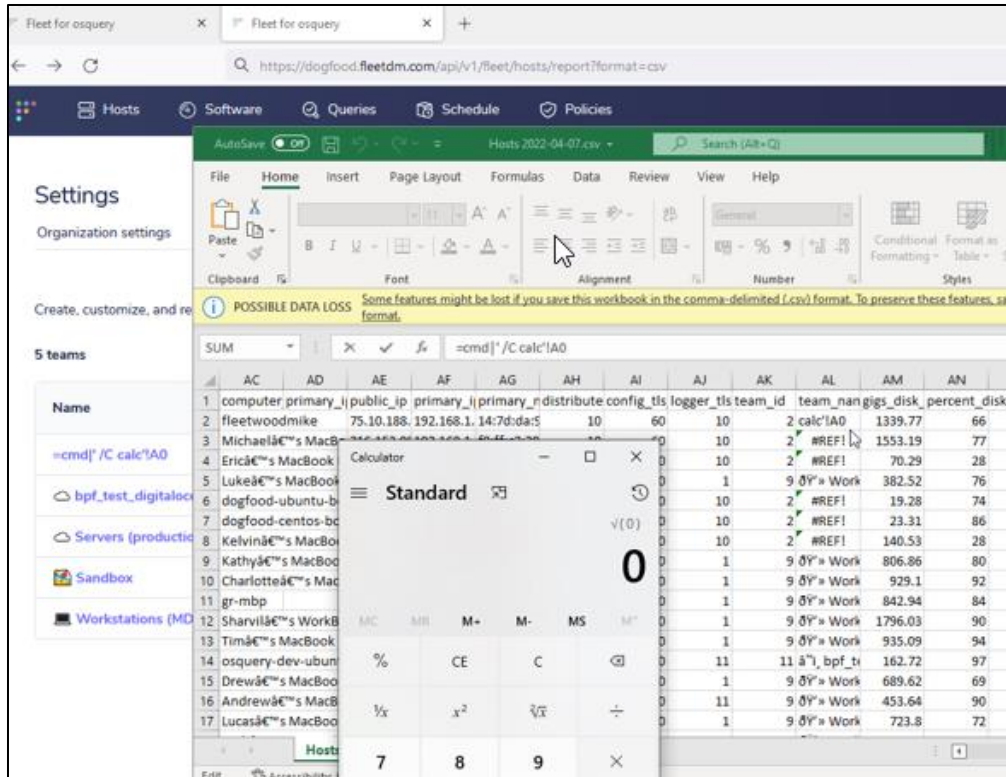 Fleet for osquery × Fleet for osquery × +
https://dogfood.fleetdm.com/api/v1/fleet/hosts/report?format=csv
Hosts Software Queries Schedule Policies
AutoSave Off Hosts 2022-04-07.csv Search (Alt+Q)
File Home Insert Page Layout Formulas Data Review View Help
Settings
Organization settings
Paste
11 A A General
B I U A % 9
Conditional Format as
Formatting Table
Clipboard Font Alignment Number Styles
Create, customize, and re
POSSIBLE DATA LOSS Some features might be lost if you save this workbook in the comma-delimited (.csv) format. To preserve these features, sa
format.
5 teams
SUM =cmd|'/C calc'!A0
AC AD AE AF AG AH AI AJ AK AL AM AN
Name
1 computer primary_i public_ip primary_i primary_n distribute config_tls logger_tls team_id team_nan gigs_disk_ percent_disk
2 fleetwoodmike 75.10.188. 192.168.1. 14:7d:da:5 10 60 10 2 calc'!A0 1339.77 66
3 Michaelâ€™s MacB 10 2 #REF! 1553.19 77
4 Ericâ€™s MacBook 10 2 #REF! 70.29 28
5 Lukeâ€™s MacBoo 1 9 ðŸ’» Work 382.52 76
6 dogfood-ubuntu-b 10 2 #REF! 19.28 74
7 dogfood-centos-bo 10 2 #REF! 23.31 86
8 Kelvinâ€™s MacBo 10 2 #REF! 140.53 28
9 Kathyâ€™s MacBoo 1 9 ðŸ’» Work 806.86 80
10 Charlotteâ€™s Mac 1 9 ðŸ’» Work 929.1 92
11 gr-mbp 1 9 ðŸ’» Work 842.94 84
12 Sharvilâ€™s WorkB 1 9 ðŸ’» Work 1796.03 90
13 Timâ€™s MacBook 1 9 ðŸ’» Work 935.09 94
14 osquery-dev-ubun 11 11 bpf_te 162.72 97
15 Drewâ€™s MacBoo 1 9 ðŸ’» Work 689.62 69
16 Andrewâ€™s MacB 11 9 ðŸ’» Work 453.64 90
17 Lucasâ€™s MacBoo 1 9 ðŸ’» Work 723.8 72
=cmd|'/C calc'!A0
bpf_test_digitaloc
Servers (productio
Sandbox
Workstations (MD
Calculator
Standard
√(0)
0
MC MR M+ M- MS M˅
% CE C
⅟x x² ²√x ÷
7 8 9 ×
Hosts
Edit